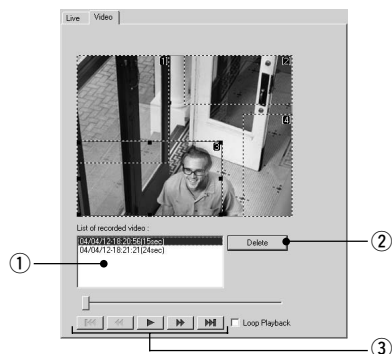 Live Video
[1] [2]
[4]
[3]
List of recorded video :
04/04/12-18:20:56(15sec)
04/04/12-18:21:21(24sec)
Delete
Loop Playback
1
2
3